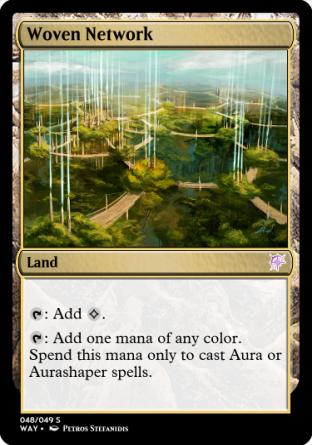 Woven Network
Land
: Add .
: Add one mana of any color.
Spend this mana only to cast Aura or
Aurashaper spells.
048/049 S
WAY • Petros Stefanidis